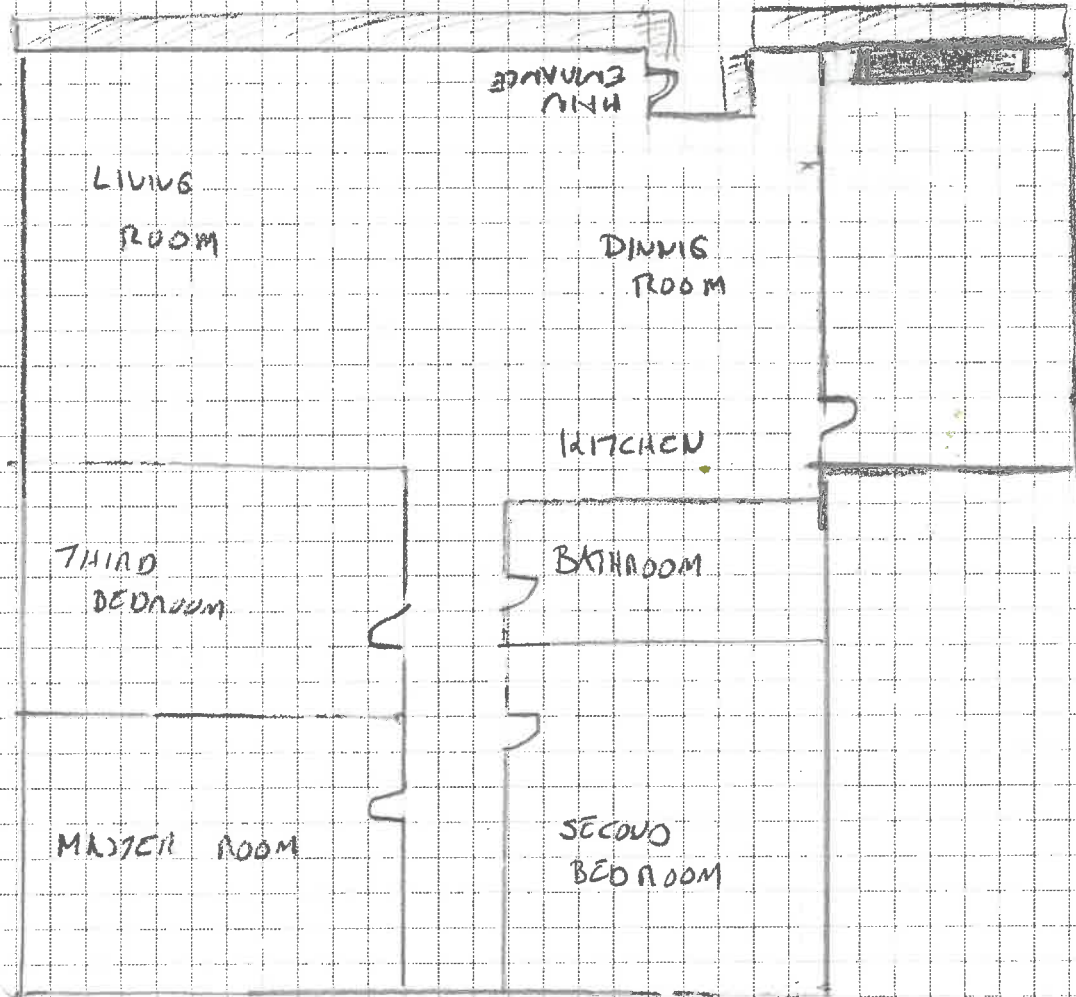 MAIN
ENTRANCE
LIVING
ROOM
DINNIG
ROOM
KITCHEN
THIRD
BEDROOM
BATHROOM
MASTER ROOM
SECOND
BEDROOM